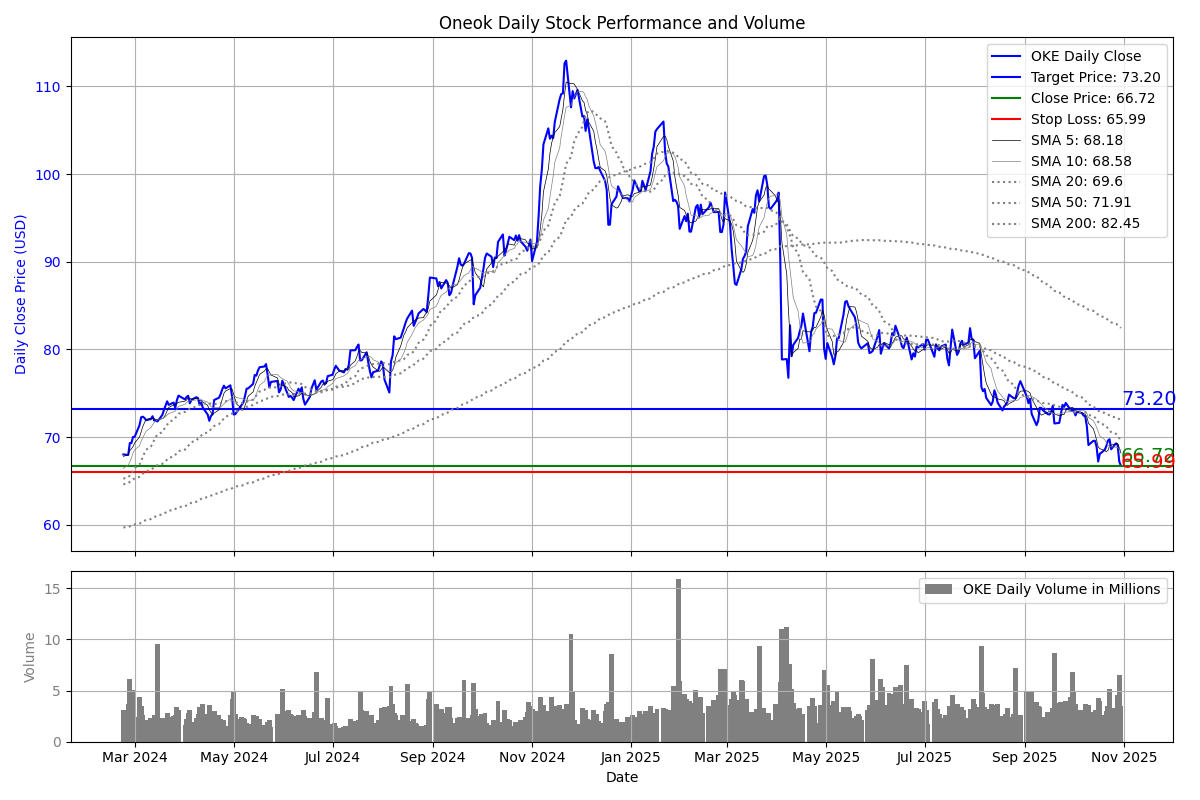 Oneok Daily Stock Performance and Volume
Daily Close Price (USD)
110
100
90
80
70
60
OKE Daily Close
Target Price: 73.20
Close Price: 66.72
Stop Loss: 65.99
SMA 5: 68.18
SMA 10: 68.58
SMA 20: 69.6
SMA 50: 71.91
SMA 200: 82.45
73.20
66.72
65.99
Volume
15
10
5
0
OKE Daily Volume in Millions
Mar 2024 May 2024 Jul 2024 Sep 2024 Nov 2024 Jan 2025 Mar 2025 May 2025 Jul 2025 Sep 2025 Nov 2025
Date